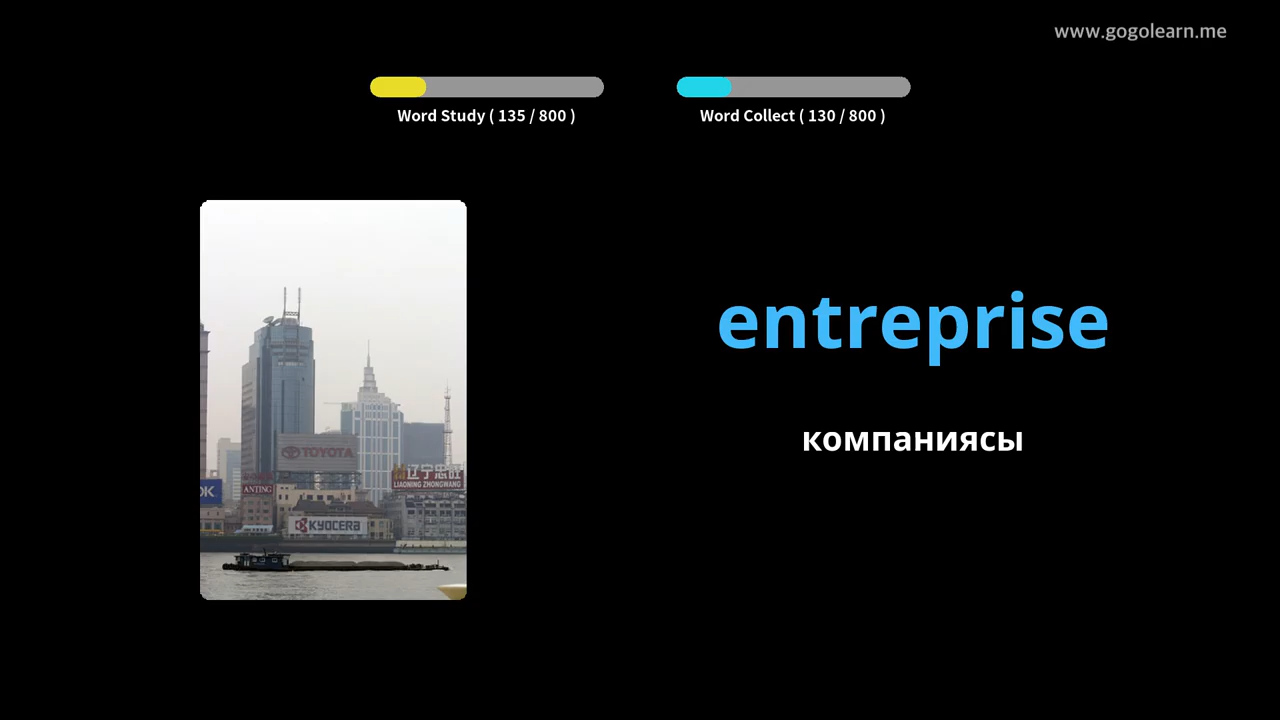 www.gogolearn.me
Word Study ( 135 / 800 )
Word Collect ( 130 / 800 )
entreprise
компаниясы
TOYOTA
辽宁忠旺
LIAONING ZHONGWANG
OK
ANTING
KYOCERA